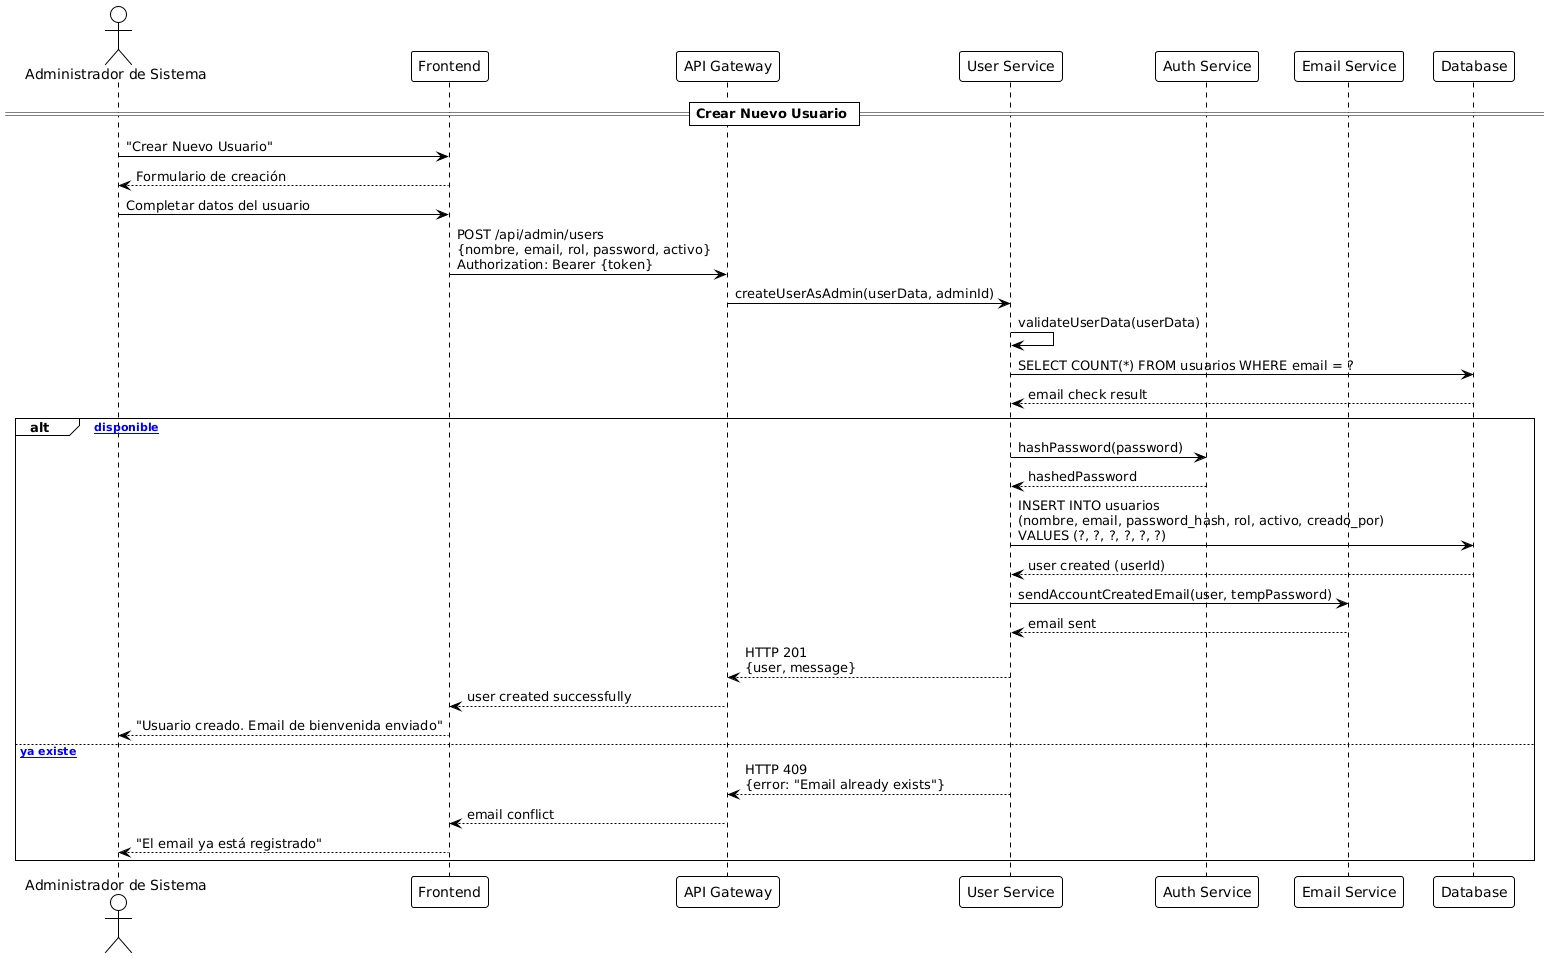 Administrador de Sistema
Frontend
API Gateway
User Service
Auth Service
Email Service
Database
Crear Nuevo Usuario
"Crear Nuevo Usuario"
Formulario de creación
Completar datos del usuario
POST /api/admin/users
{nombre, email, rol, password, activo}
Authorization: Bearer {token}
createUserAsAdmin(userData, adminId)
validateUserData(userData)
SELECT COUNT(*) FROM usuarios WHERE email = ?
email check result
alt
disponible
hashPassword(password)
hashedPassword
INSERT INTO usuarios
(nombre, email, password_hash, rol, activo, creado_por)
VALUES (?, ?, ?, ?, ?, ?)
user created (userId)
sendAccountCreatedEmail(user, tempPassword)
email sent
HTTP 201
{user, message}
user created successfully
"Usuario creado. Email de bienvenida enviado"
ya existe
HTTP 409
{error: "Email already exists"}
email conflict
"El email ya está registrado"
Administrador de Sistema
Frontend
API Gateway
User Service
Auth Service
Email Service
Database